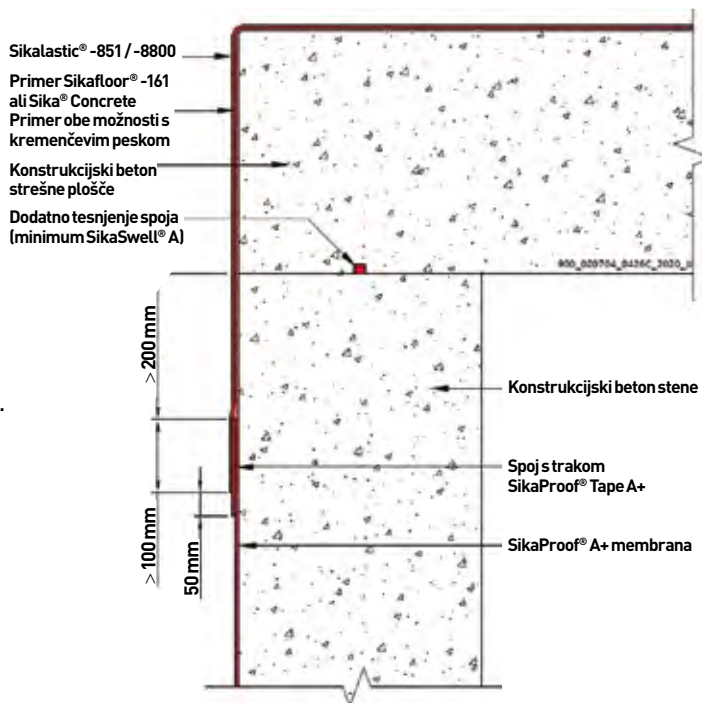 Sikalastic® -851 / -8800
Primer Sikafloor® -161
ali Sika® Concrete
Primer obe možnosti s
kremenčevim peskom
Konstrukcijski beton
strešne plošče
Dodatno tesnjenje spoja
(minimum SikaSwell® A)
> 200 mm
> 100 mm
50 mm
Konstrukcijski beton stene
Spoj s trakom
SikaProof® Tape A+
SikaProof® A+ membrana